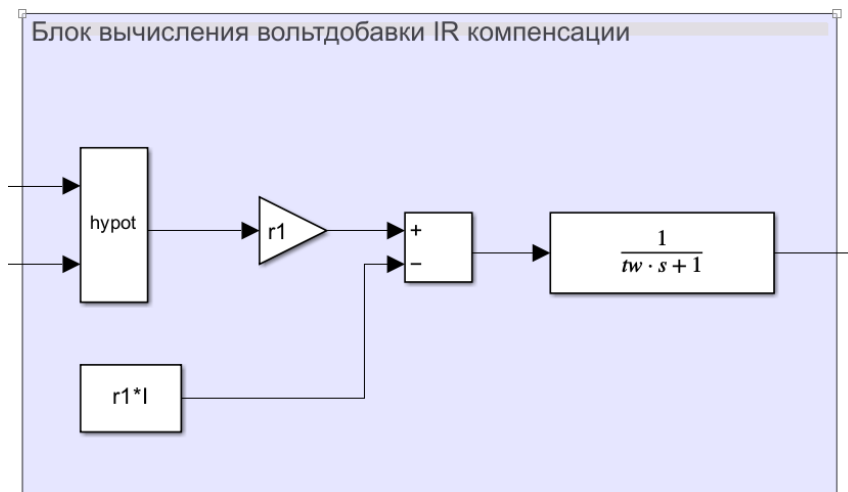 Блок вычисления вольтдобавки IR компенсации
hypot
r1
+
−
1
tw · s + 1
r1*I